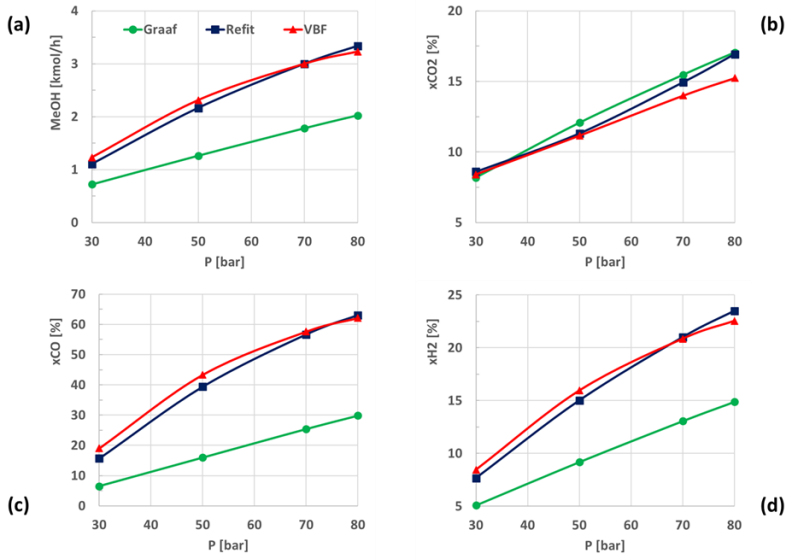 (a)
MeOH [kmol/h]
4
3
2
1
0
Graaf Refit VBF
30 40 50 60 70 80
P [bar]
(b)
xCO2 [%]
20
15
10
5
30 40 50 60 70 80
P [bar]
(c)
xCO [%]
70
60
50
40
30
20
10
0
30 40 50 60 70 80
P [bar]
(d)
xH2 [%]
25
20
15
10
5
30 40 50 60 70 80
P [bar]